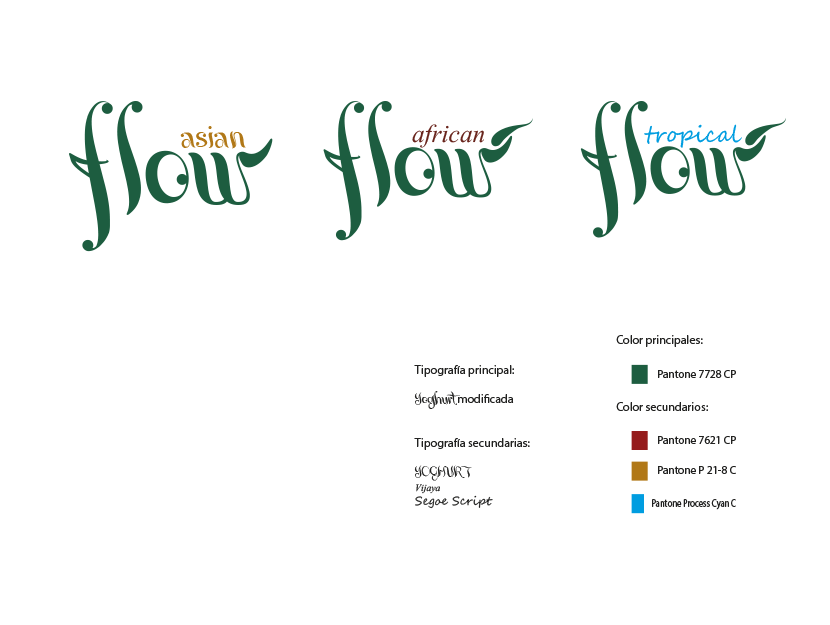 asian
flow
african
flow
tropical
flow
Tipografía principal:
Yoghurt modificada
Tipografía secundarias:
YOGHURT
Vijaya
Segoe Script
Color principales:
Pantone 7728 CP
Color secundarios:
Pantone 7621 CP
Pantone P 21-8 C
Pantone Process Cyan C